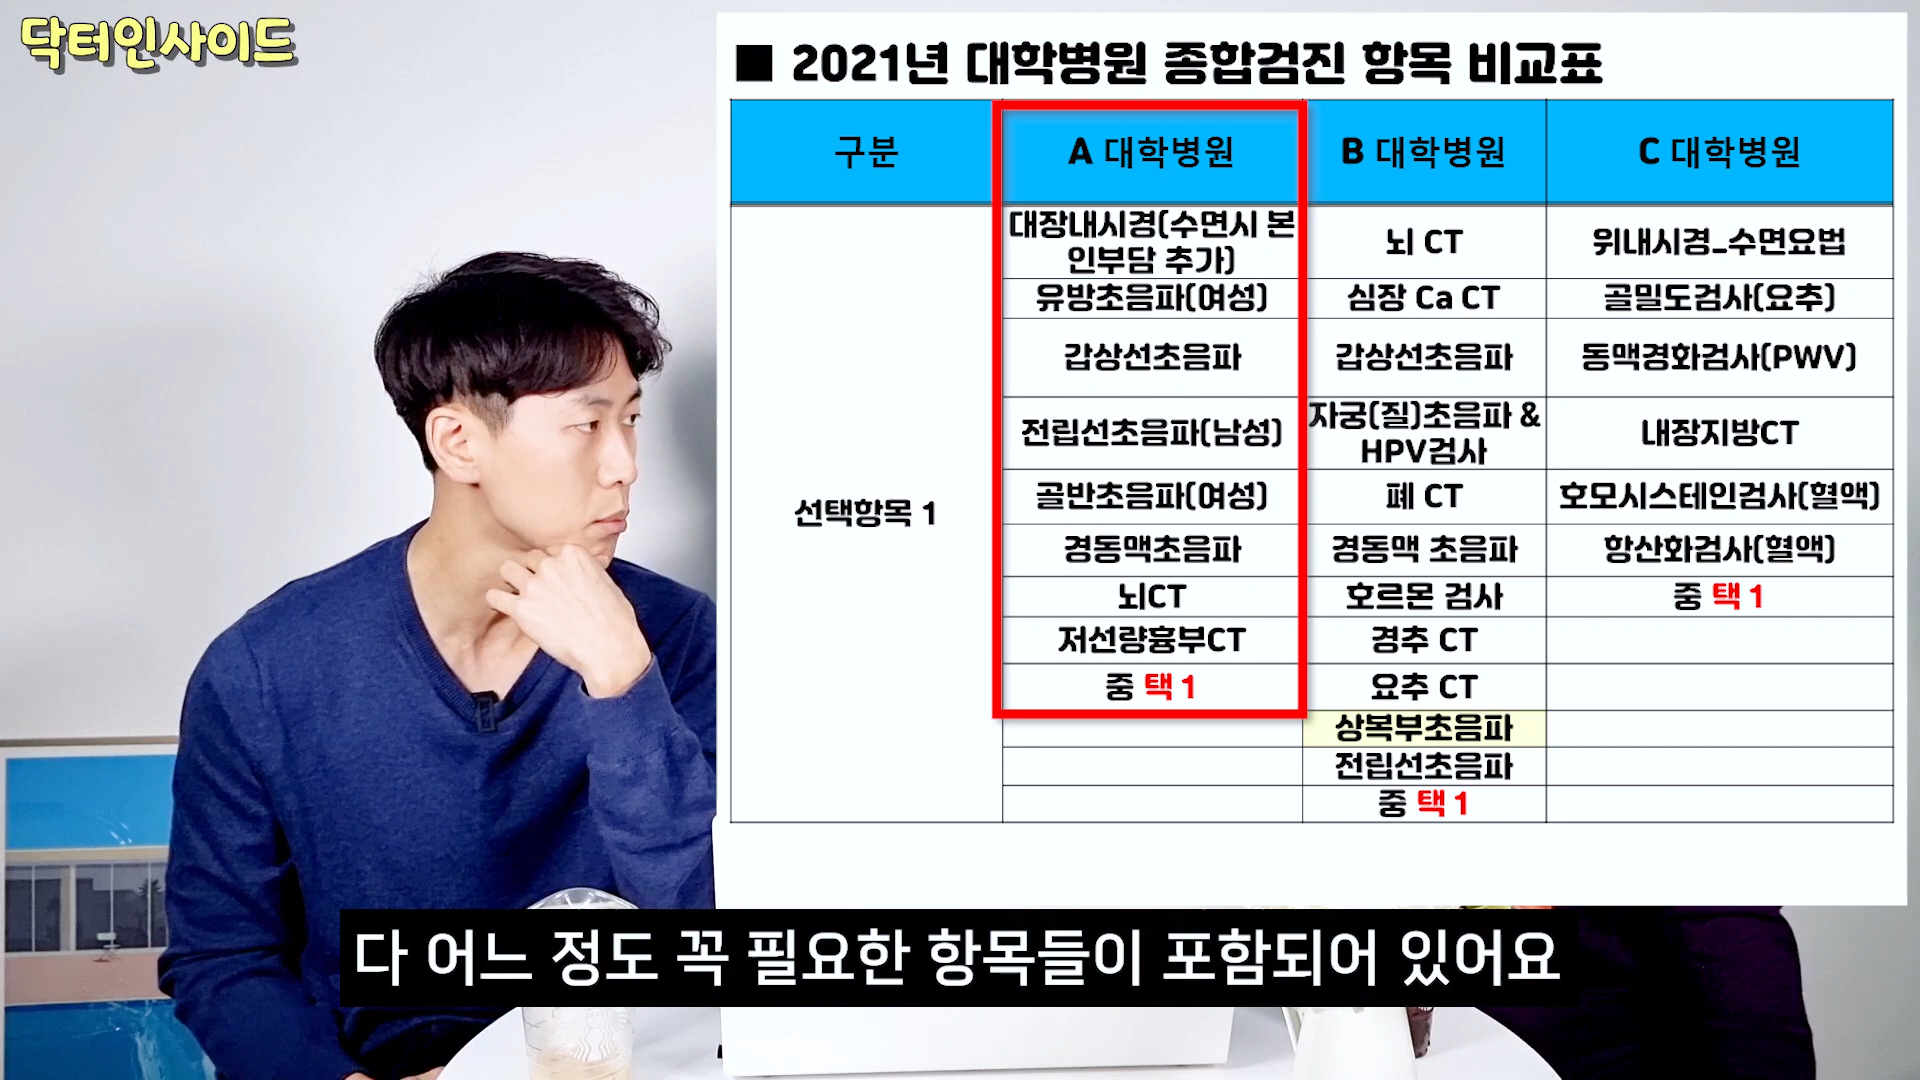 닥터인사이드
■ 2021년 대학병원 종합검진 항목 비교표
구분 A 대학병원 B 대학병원 C 대학병원
선택항목 1
대장내시경(수면시 본
인부담 추가)
뇌 CT
위내시경_수면요법
유방초음파(여성) 심장 Ca CT 골밀도검사(요추)
갑상선초음파 갑상선초음파 동맥경화검사(PWV)
전립선초음파(남성)
자궁(질)초음파 &
HPV검사
내장지방CT
골반초음파(여성) 폐 CT 호모시스테인검사(혈액)
경동맥초음파 경동맥 초음파 항산화검사(혈액)
뇌CT 호르몬 검사 중 택 1
저선량흉부CT 경추 CT
중 택 1 요추 CT
상복부초음파
전립선초음파
중 택 1
다 어느 정도 꼭 필요한 항목들이 포함되어 있어요